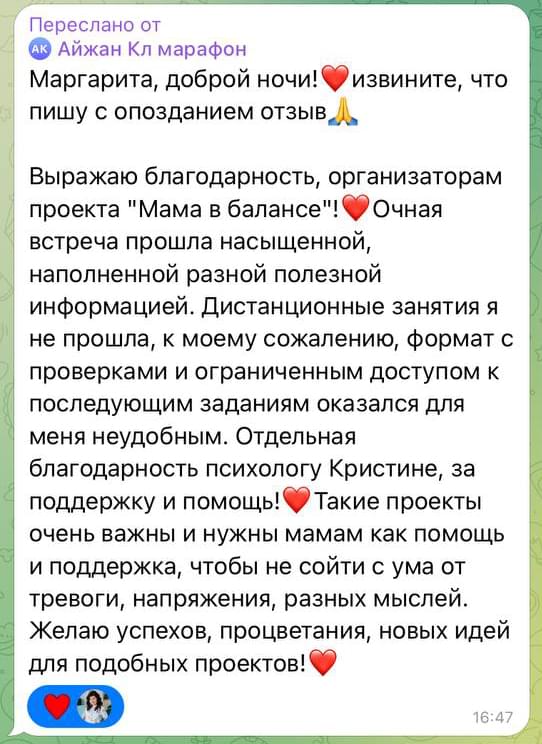 Переслано от
АК Айжан Кл марафон
Маргарита, доброй ночи!❤️извините, что
пишу с опозданием отзыв🙏
Выражаю благодарность, организаторам
проекта "Мама в балансе"!❤️Очная
встреча прошла насыщенной,
наполненной разной полезной
информацией. Дистанционные занятия я
не прошла, к моему сожалению, формат с
проверками и ограниченным доступом к
последующим заданиям оказался для
меня неудобным. Отдельная
благодарность психологу Кристине, за
поддержку и помощь!❤️Такие проекты
очень важны и нужны мамам как помощь
и поддержка, чтобы не сойти с ума от
тревоги, напряжения, разных мыслей.
Желаю успехов, процветания, новых идей
для подобных проектов!❤️
16:47